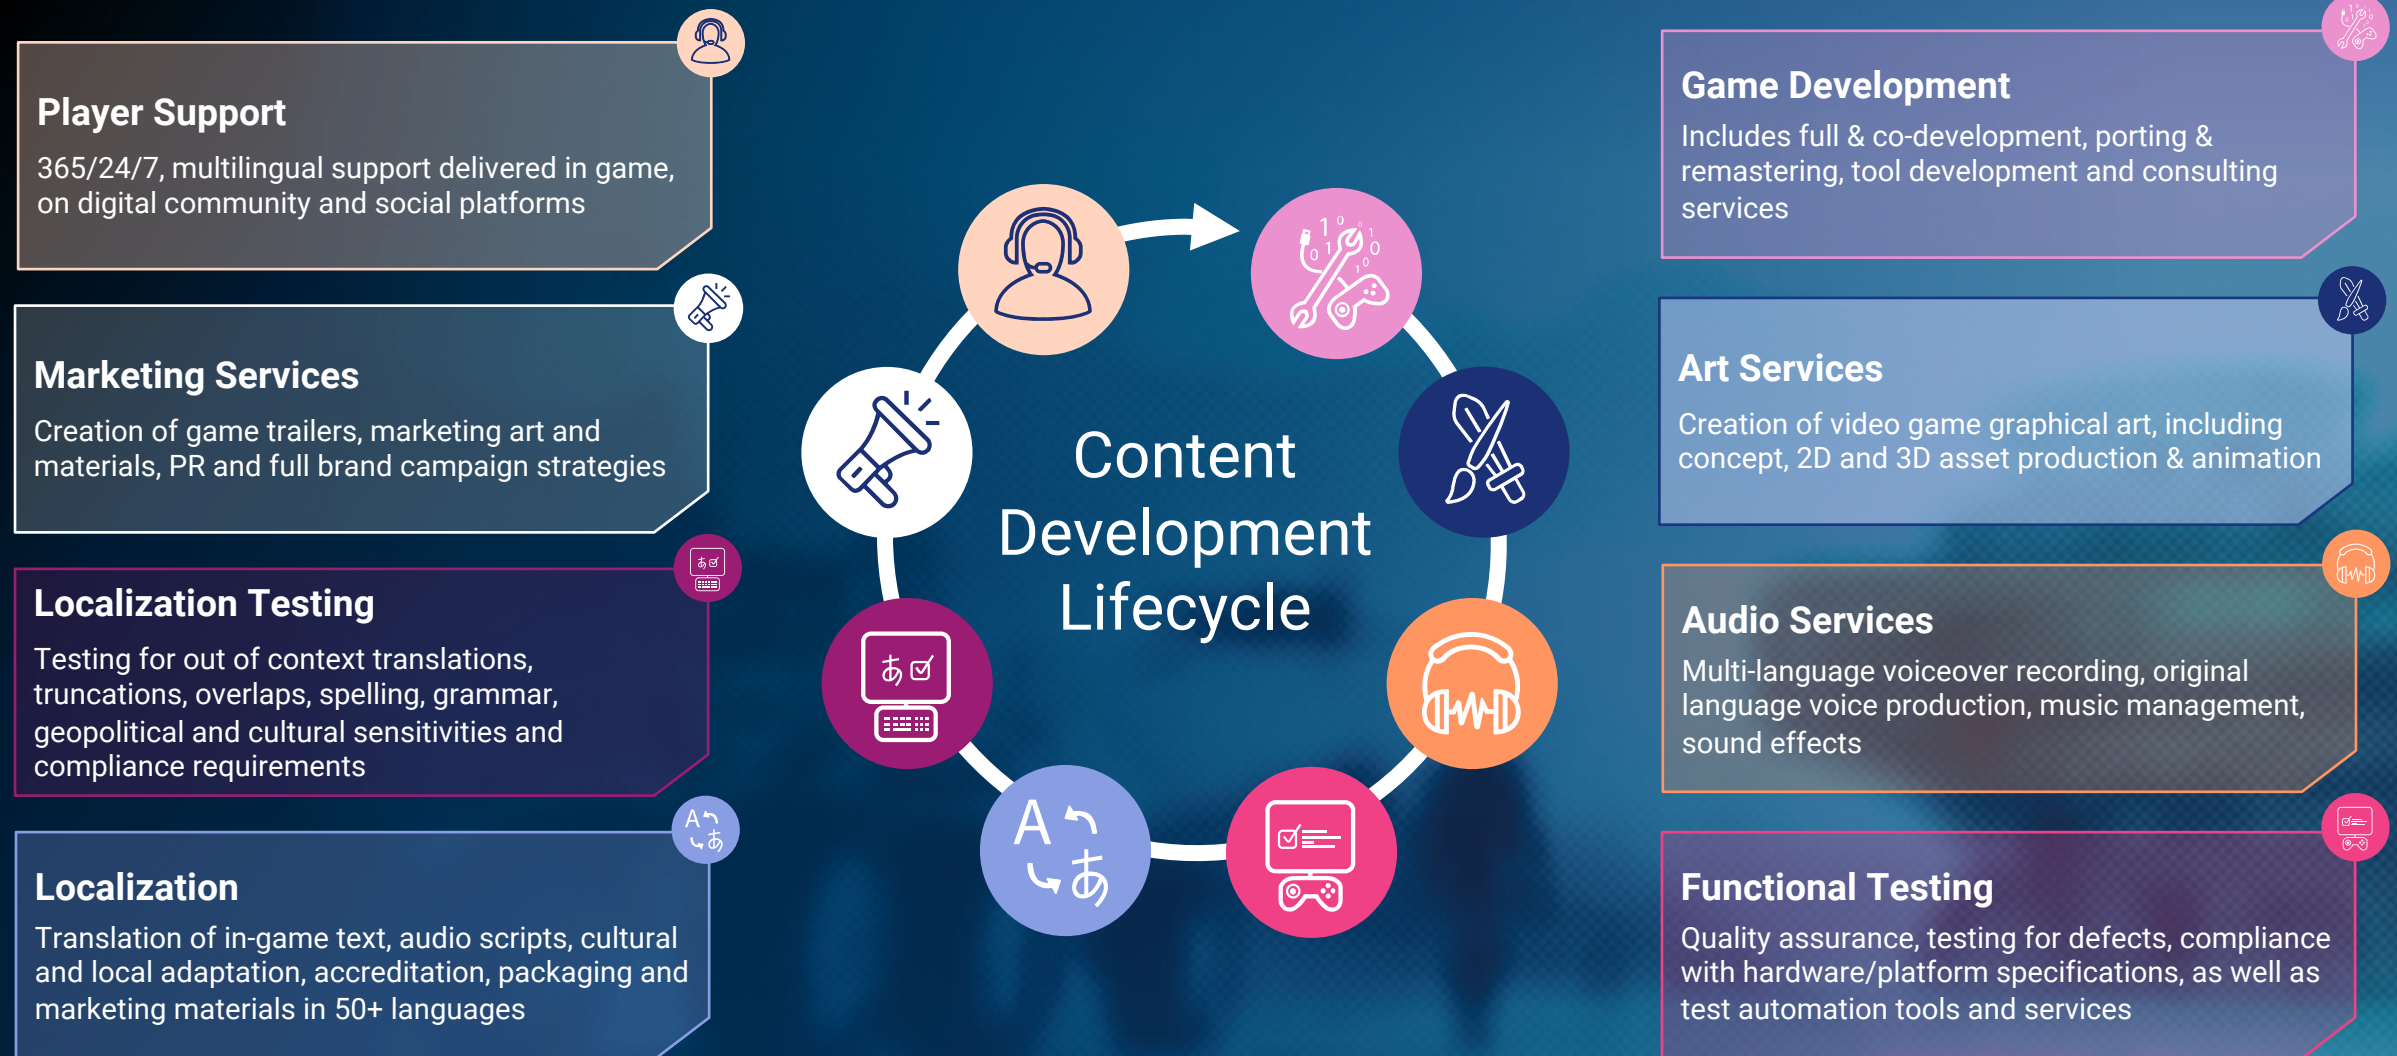 Player Support
365/24/7, multilingual support delivered in game,
on digital community and social platforms
Marketing Services
Creation of game trailers, marketing art and
materials, PR and full brand campaign strategies
Localization Testing
Testing for out of context translations,
truncations, overlaps, spelling, grammar,
geopolitical and cultural sensitivities and
compliance requirements
Localization
Translation of in-game text, audio scripts, cultural
and local adaptation, accreditation, packaging and
marketing materials in 50+ languages
Content
Development
Lifecycle
あ
A
あ
Game Development
Includes full & co-development, porting &
remastering, tool development and consulting
services
Art Services
Creation of video game graphical art, including
concept, 2D and 3D asset production & animation
Audio Services
Multi-language voiceover recording, original
language voice production, music management,
sound effects
Functional Testing
Quality assurance, testing for defects, compliance
with hardware/platform specifications, as well as
test automation tools and services